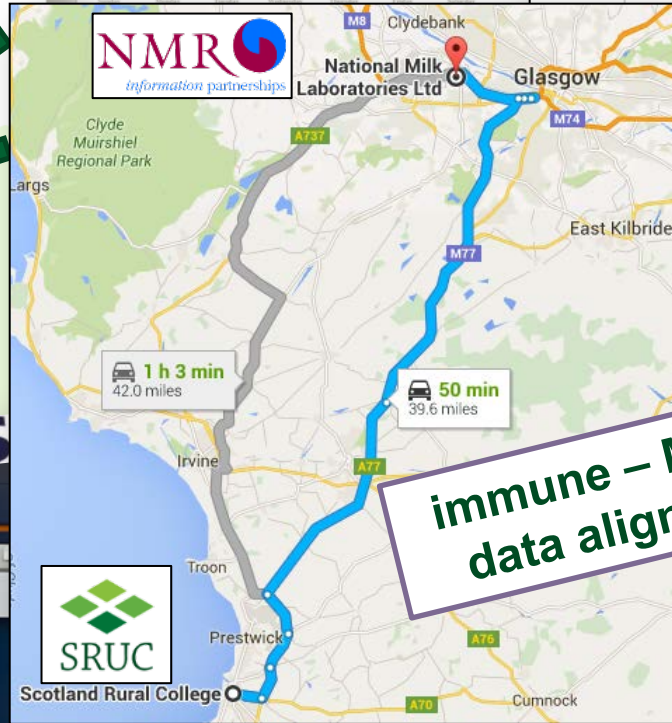 NMR
information partnerships
M8
Clydebank
National Milk
Laboratories Ltd
Glasgow
M74
Clyde
Muirshiel
Regional Park
A737
Largs
East Kilbride
M77
1 h 3 min
42.0 miles
50 min
39.6 miles
immune –
data
Irvine
A77
Troon
SRUC
Prestwick
A76
Scotland Rural College
A70
Cumnock